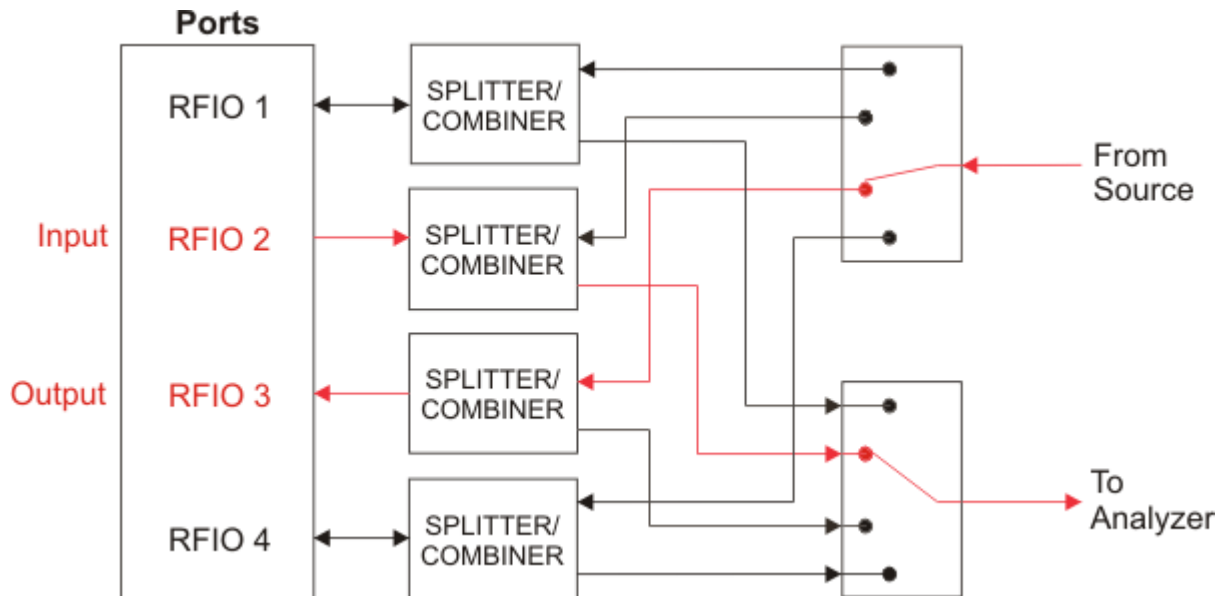 Ports
RFIO 1
SPLITTER/
COMBINER
From
Source
Input
RFIO 2
SPLITTER/
COMBINER
Output
RFIO 3
SPLITTER/
COMBINER
To
Analyzer
RFIO 4
SPLITTER/
COMBINER